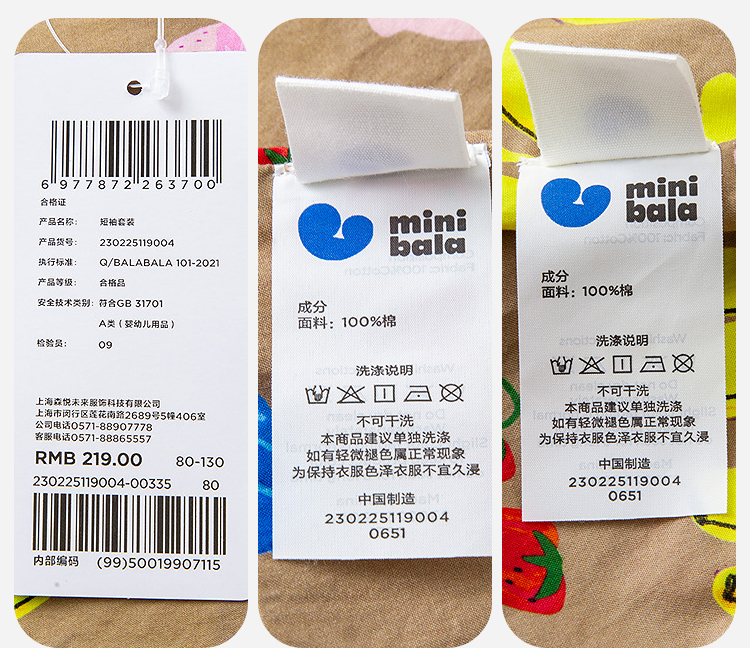 6 977872 263700
合格证
产品名称： 短袖套装
产品货号： 230225119004
执行标准： Q/BALABALA 101-2021
产品等级： 合格品
安全技术类别：符合GB 31701
A类（婴幼儿用品）
检验员： 09
上海森悦未来服饰科技有限公司
上海市闵行区莲花南路2689号5幢406室
公司电话0571-88907778
客服电话0571-88865557
RMB 219.00 80-130
230225119004-00335 80
内部编码 (99)50019907115
mini
bala
成分
面料：100%棉
洗涤说明
不可干洗
本商品建议单独洗涤
如有轻微褪色属正常现象
为保持衣服色泽衣服不宜久浸
中国制造
230225119004
0651
mini
bala
成分
面料：100%棉
洗涤说明
不可干洗
本商品建议单独洗涤
如有轻微褪色属正常现象
为保持衣服色泽衣服不宜久浸
中国制造
230225119004
0651